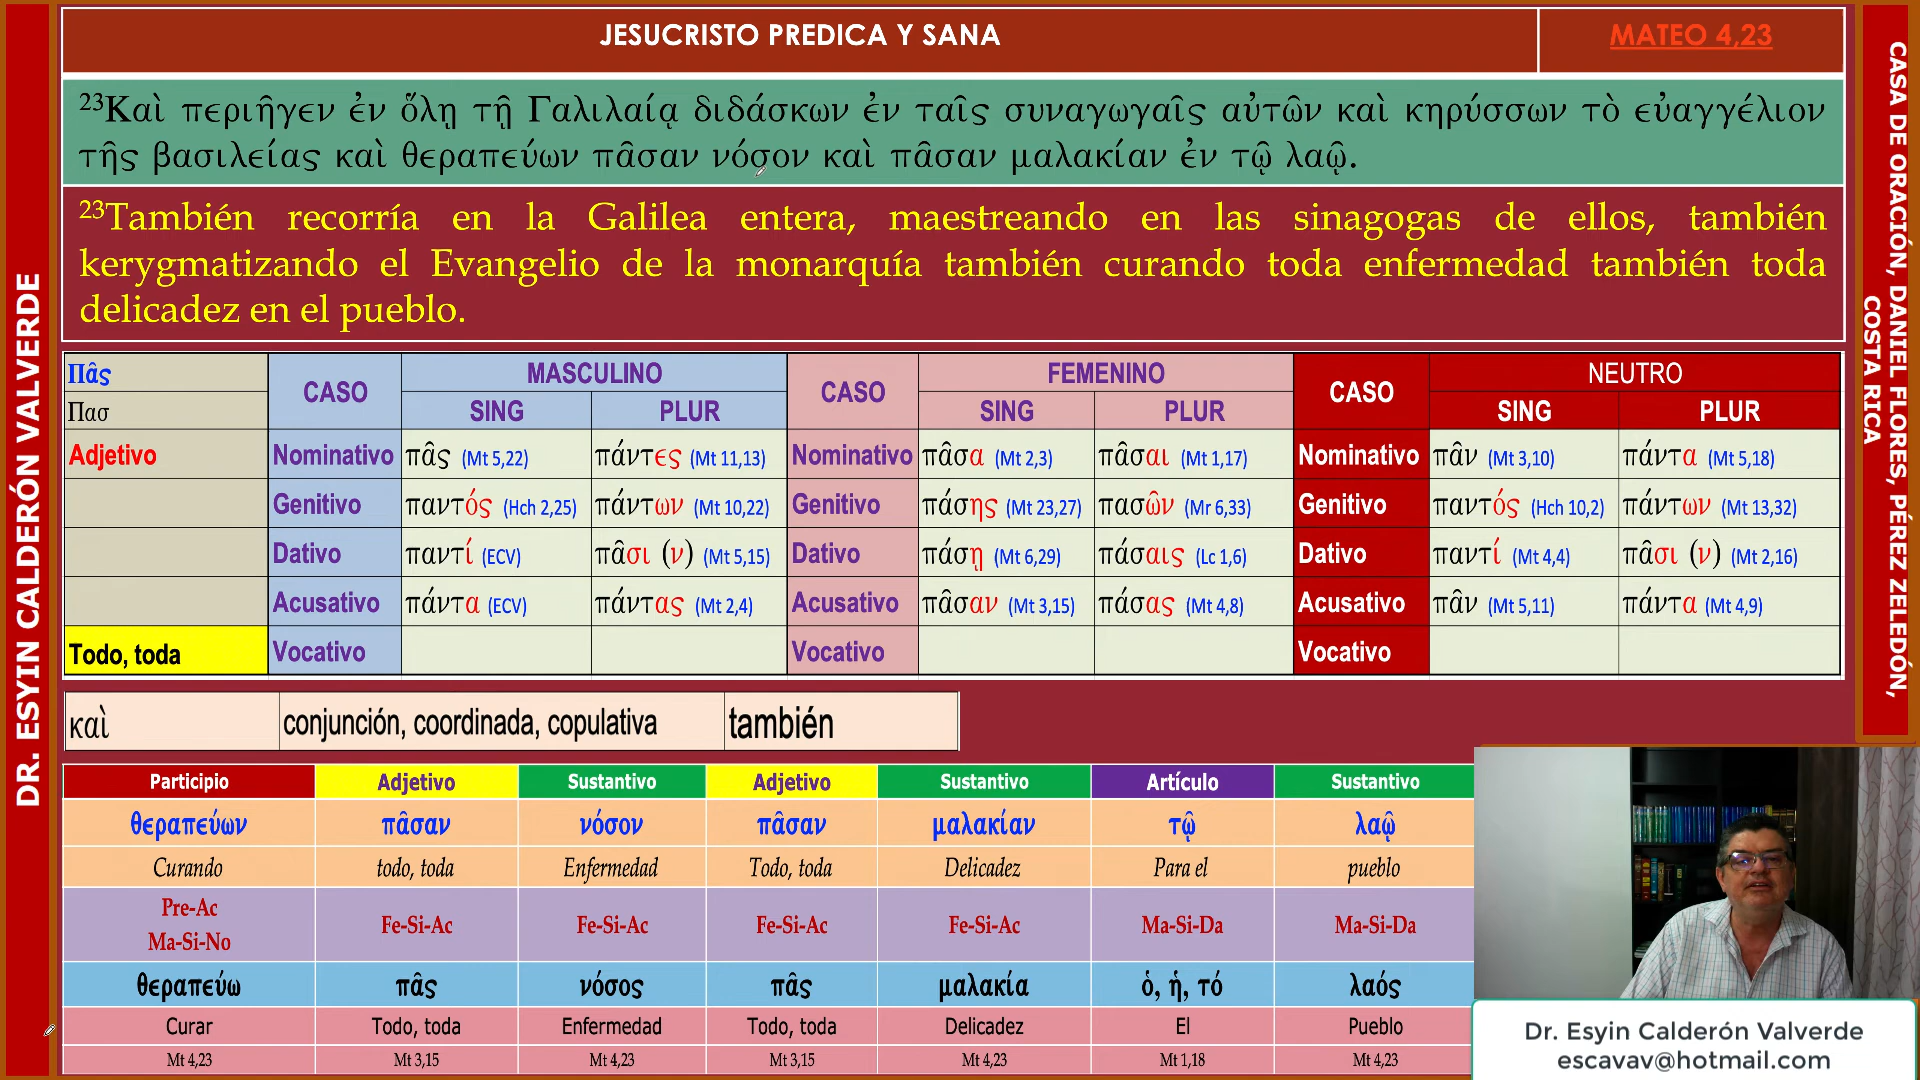 JESUCRISTO PREDICA Y SANA
MATEO 4,23
²³Καὶ περιῆγεν ἐν ὅλῃ τῇ Γαλιλαίᾳ διδάσκων ἐν ταῖς συναγωγαῖς αὐτῶν καὶ κηρύσσων τὸ εὐαγγέλιον
τῆς βασιλείας καὶ θεραπεύων πᾶσαν νόσον καὶ πᾶσαν μαλακίαν ἐν τῷ λαῷ.
²³También recorría en la Galilea entera, maestreando en las sinagogas de ellos, también
kerygmatizando el Evangelio de la monarquía también curando toda enfermedad también toda
delicadez en el pueblo.
Πᾶς CASO MASCULINO CASO FEMENINO CASO NEUTRO
Πασ SING PLUR SING PLUR SING PLUR
Adjetivo Nominativo πᾶς (Mt 5,22) πάντες (Mt 11,13) Nominativo πᾶσα (Mt 2,3) πᾶσαι (Mt 1,17) Nominativo πᾶν (Mt 3,10) πάντα (Mt 5,18)
Genitivo παντός (Hch 2,25) πάντων (Mt 10,22) Genitivo πάσης (Mt 23,27) πασῶν (Mr 6,33) Genitivo παντός (Hch 10,2) πάντων (Mt 13,32)
Dativo παντί (ECV) πᾶσι (ν) (Mt 5,15) Dativo πάσῃ (Mt 6,29) πάσαις (Lc 1,6) Dativo παντί (Mt 4,4) πᾶσι (ν) (Mt 2,16)
Acusativo πάντα (ECV) πάντας (Mt 2,4) Acusativo πᾶσαν (Mt 3,15) πάσας (Mt 4,8) Acusativo πᾶν (Mt 5,11) πάντα (Mt 4,9)
Todo, toda Vocativo Vocativo Vocativo
καὶ conjunción, coordinada, copulativa también
Participio Adjetivo Sustantivo Adjetivo Sustantivo Artículo Sustantivo
θεραπεύων πᾶσαν νόσον πᾶσαν μαλακίαν τῷ λαῷ
Curando todo, toda Enfermedad Todo, toda Delicadez Para el pueblo
Pre-Ac
Ma-Si-No Fe-Si-Ac Fe-Si-Ac Fe-Si-Ac Fe-Si-Ac Ma-Si-Da Ma-Si-Da
θεραπεύω πᾶς νόσος πᾶς μαλακία ὁ, ἡ, τό λαός
Curar Todo, toda Enfermedad Todo, toda Delicadez El Pueblo
Mt 4,23 Mt 3,15 Mt 4,23 Mt 3,15 Mt 4,23 Mt 1,18 Mt 4,23
DR. ESYIN CALDERÓN VALVERDE
CASA DE ORACIÓN, DANIEL FLORES, PÉREZ ZELEDÓN,
COSTA RICA
Dr. Esyin Calderón Valverde
escavav@hotmail.com